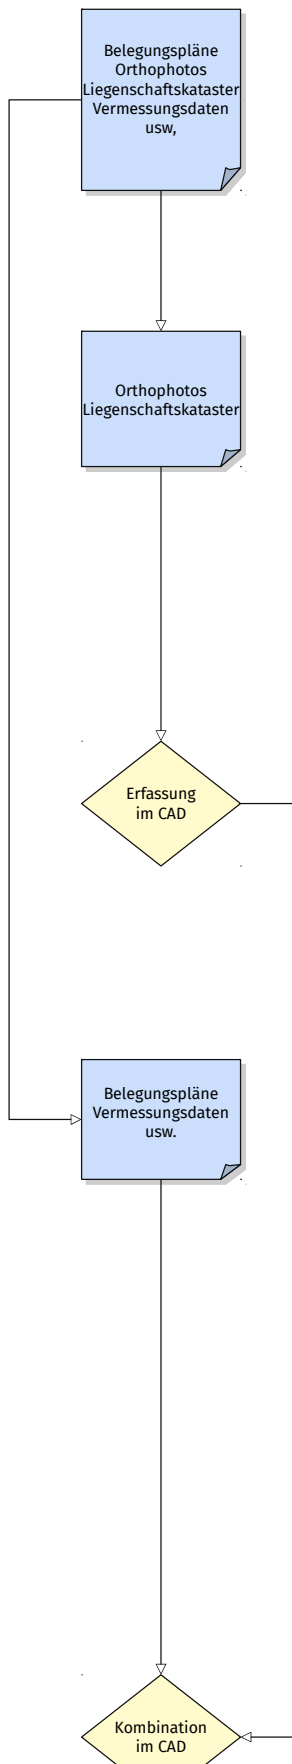 Belegungspläne
Orthophotos
Liegenschaftskataster
Vermessungsdaten
usw,
Orthophotos
Liegenschaftskataster
Erfassung
im CAD
Belegungspläne
Vermessungsdaten
usw.
Kombination
im CAD